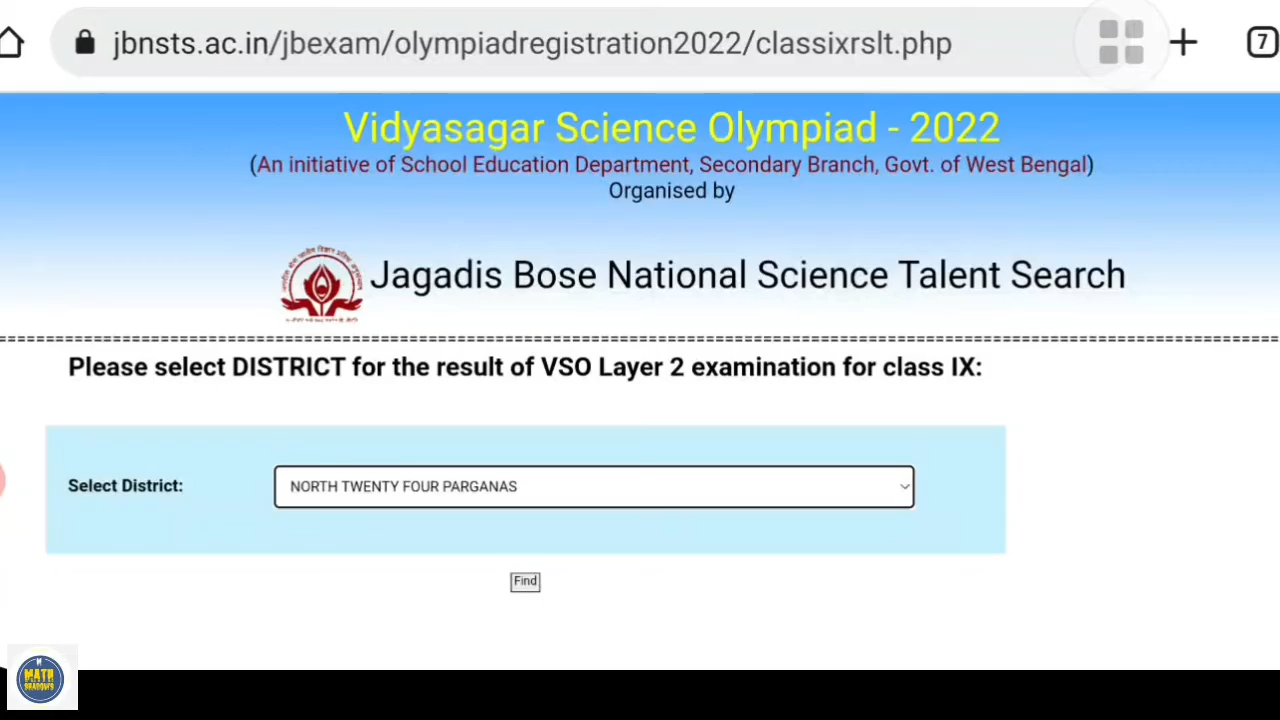 jbnsts.ac.in/jbexam/olympiadregistration2022/classixrslt.php
7
Vidyasagar Science Olympiad - 2022
(An initiative of School Education Department, Secondary Branch, Govt. of West Bengal)
Organised by
Jagadis Bose National Science Talent Search
Please select DISTRICT for the result of VSO Layer 2 examination for class IX:
Select District:
NORTH TWENTY FOUR PARGANAS
Find
MATH